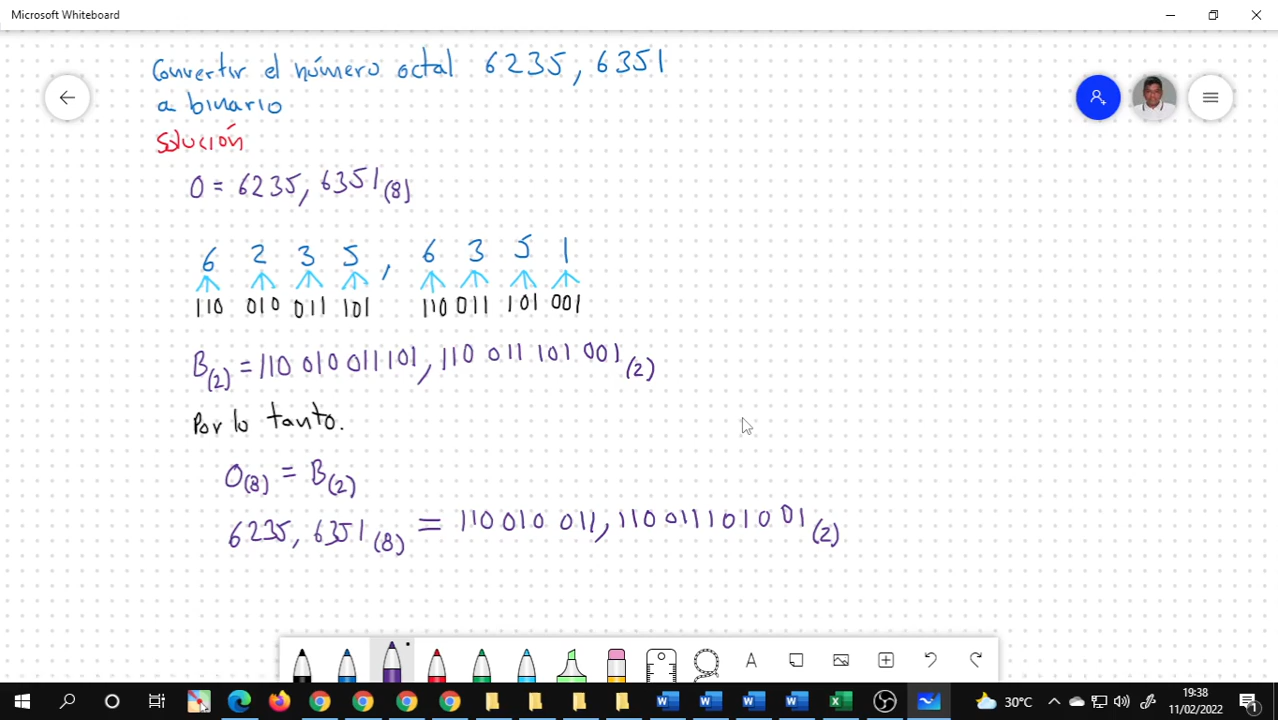 Microsoft Whiteboard
Convertir el número octal 6235,6351
a binario
Solución
O = 6235,6351(8)
6 2 3 5 , 6 3 5 1
110 010 011 101 110 011 101 001
B(2) = 110 010 011 101, 110 011 101 001(2)
Por lo tanto.
O(8) = B(2)
6235,6351(8) = 110 010 011, 110 011 101 001(2)
A
30°C
19:38
11/02/2022
1